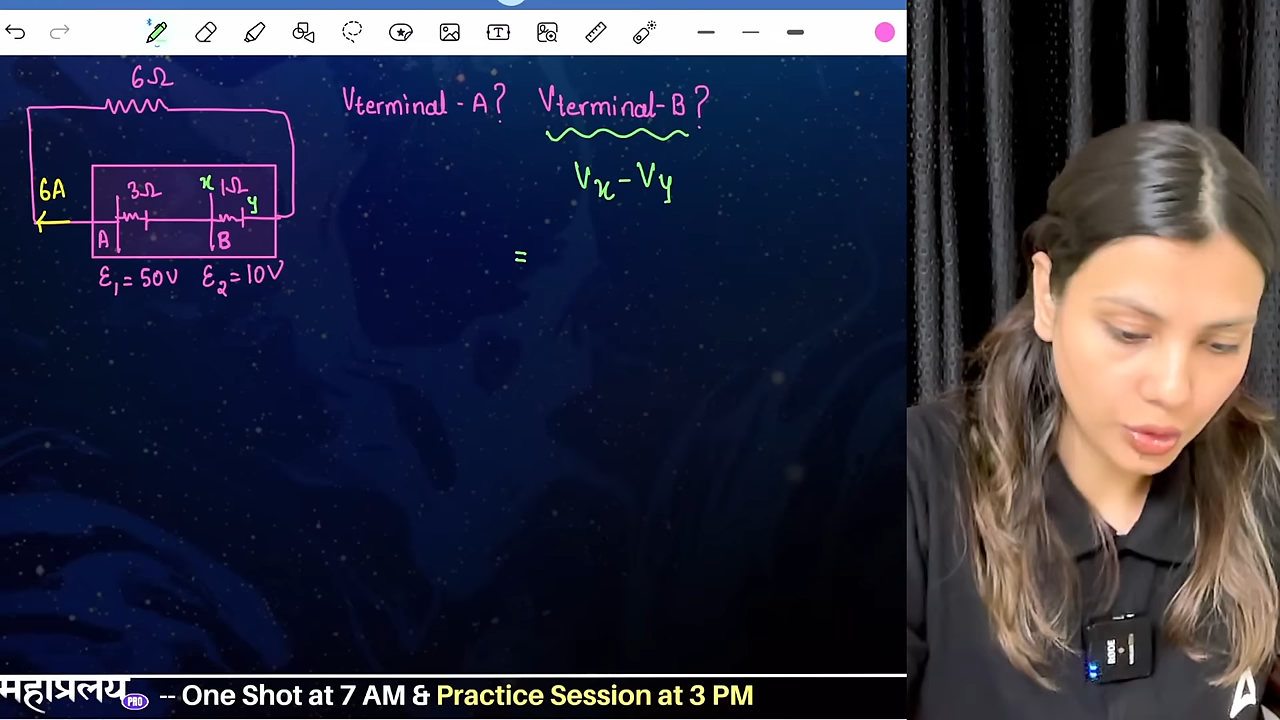 6Ω
Vterminal - A? Vterminal-B?
Vx - Vy
6A
3Ω x 1Ω y
A B
=
ε₁ = 50V ε₂ = 10V
RODE
महाप्रलय PRO -- One Shot at 7 AM & Practice Session at 3 PM